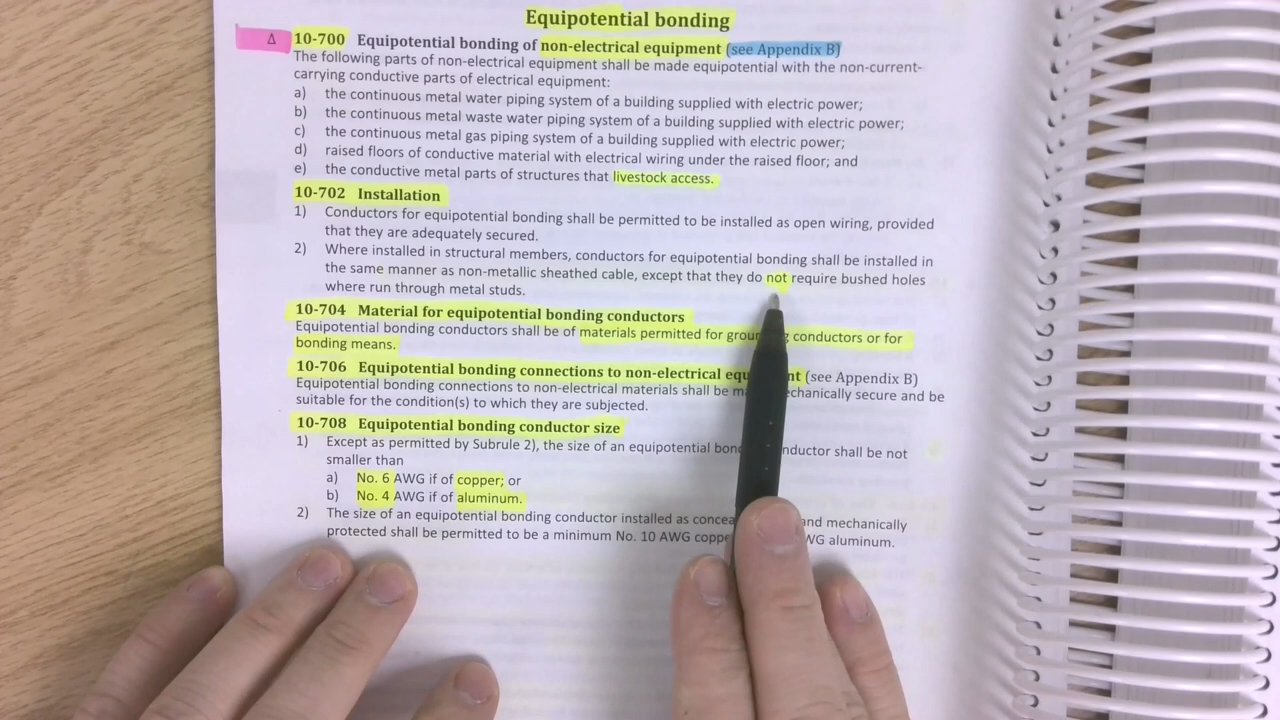 Equipotential bonding
Δ 10-700 Equipotential bonding of non-electrical equipment (see Appendix B)
The following parts of non-electrical equipment shall be made equipotential with the non-current-
carrying conductive parts of electrical equipment:
a) the continuous metal water piping system of a building supplied with electric power;
b) the continuous metal waste water piping system of a building supplied with electric power;
c) the continuous metal gas piping system of a building supplied with electric power;
d) raised floors of conductive material with electrical wiring under the raised floor; and
e) the conductive metal parts of structures that livestock access.
10-702 Installation
1) Conductors for equipotential bonding shall be permitted to be installed as open wiring, provided
that they are adequately secured.
2) Where installed in structural members, conductors for equipotential bonding shall be installed in
the same manner as non-metallic sheathed cable, except that they do not require bushed holes
where run through metal studs.
10-704 Material for equipotential bonding conductors
Equipotential bonding conductors shall be of materials permitted for conductors or for
bonding means.
10-706 Equipotential bonding connections to non-electrical (see Appendix B)
Equipotential bonding connections to non-electrical materials shall be mechanically secure and be
suitable for the condition(s) to which they are subjected.
10-708 Equipotential bonding conductor size
1) Except as permitted by Subrule 2), the size of an equipotential conductor shall be not
smaller than
a) No. 6 AWG if of copper; or
b) No. 4 AWG if of aluminum.
2) The size of an equipotential bonding conductor installed as and mechanically
protected shall be permitted to be a minimum No. 10 AWG AWG aluminum.